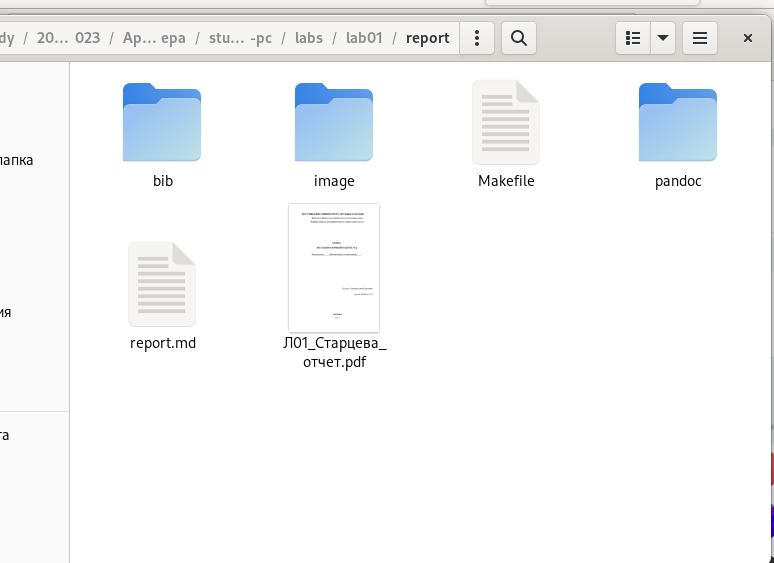 dy / 20... 023 / Ap... epa / stu... -pc / labs / lab01 / report
bib
image
Makefile
pandoc
папка
ия
report.md
Л01_Старцева_
отчет.pdf
та